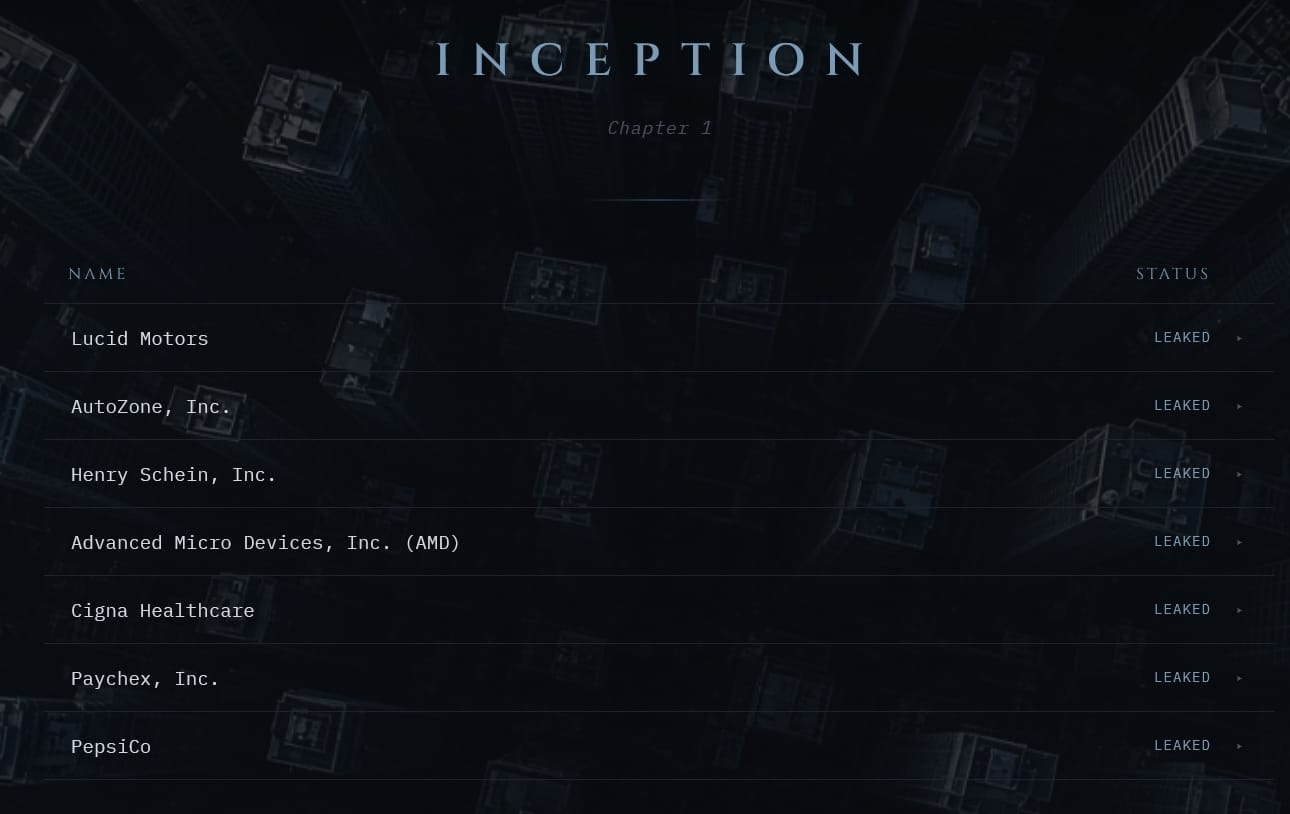 INCEPTION
Chapter 1
NAME STATUS
Lucid Motors LEAKED
AutoZone, Inc. LEAKED
Henry Schein, Inc. LEAKED
Advanced Micro Devices, Inc. (AMD) LEAKED
Cigna Healthcare LEAKED
Paychex, Inc. LEAKED
PepsiCo LEAKED